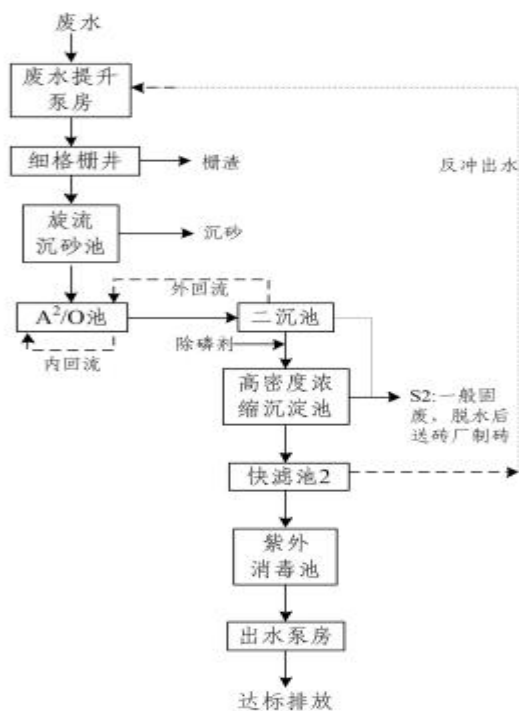 废水
废水提升
泵房
反冲出水
细格栅井
栅渣
旋流
沉砂池
沉砂
外回流
A²/O池
二沉池
内回流
除磷剂
高密度浓
缩沉淀池
S2:一般固
废，脱水后
送砖厂制砖
快滤池2
紫外
消毒池
出水泵房
达标排放